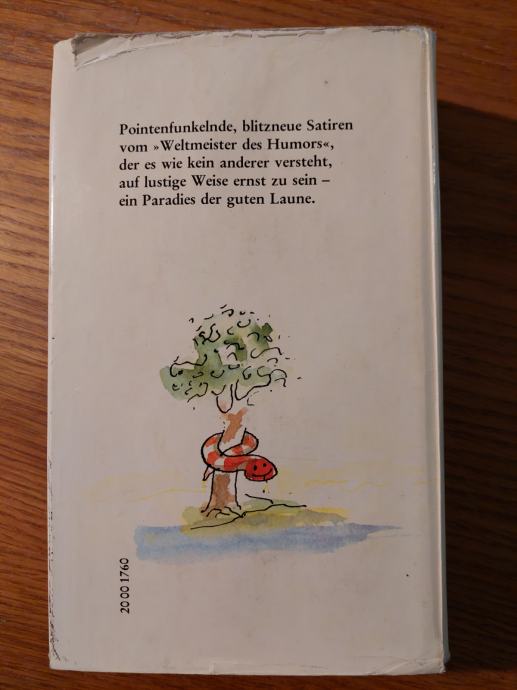 Pointenfunkelnde, blitzneue Satiren
vom »Weltmeister des Humors«,
der es wie kein anderer versteht,
auf lustige Weise ernst zu sein –
ein Paradies der guten Laune.
20 00 1760